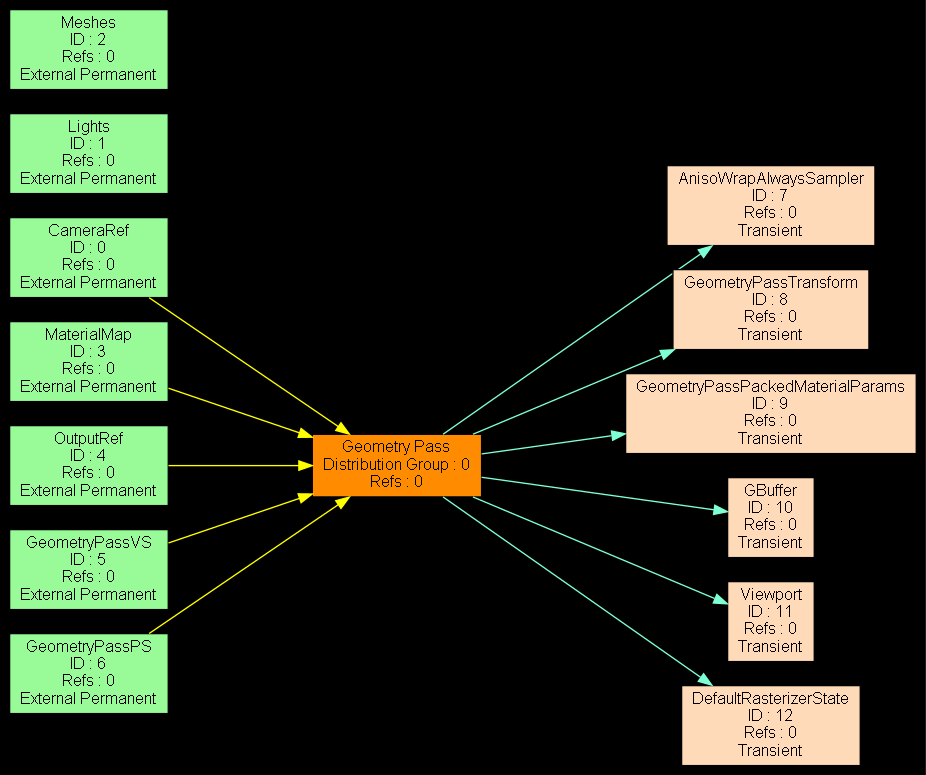 Meshes
ID : 2
Refs : 0
External Permanent
Lights
ID : 1
Refs : 0
External Permanent
CameraRef
ID : 0
Refs : 0
External Permanent
MaterialMap
ID : 3
Refs : 0
External Permanent
OutputRef
ID : 4
Refs : 0
External Permanent
GeometryPassVS
ID : 5
Refs : 0
External Permanent
GeometryPassPS
ID : 6
Refs : 0
External Permanent
Geometry Pass
Distribution Group : 0
Refs : 0
AnisoWrapAlwaysSampler
ID : 7
Refs : 0
Transient
GeometryPassTransform
ID : 8
Refs : 0
Transient
GeometryPassPackedMaterialParams
ID : 9
Refs : 0
Transient
GBuffer
ID : 10
Refs : 0
Transient
Viewport
ID : 11
Refs : 0
Transient
DefaultRasterizerState
ID : 12
Refs : 0
Transient